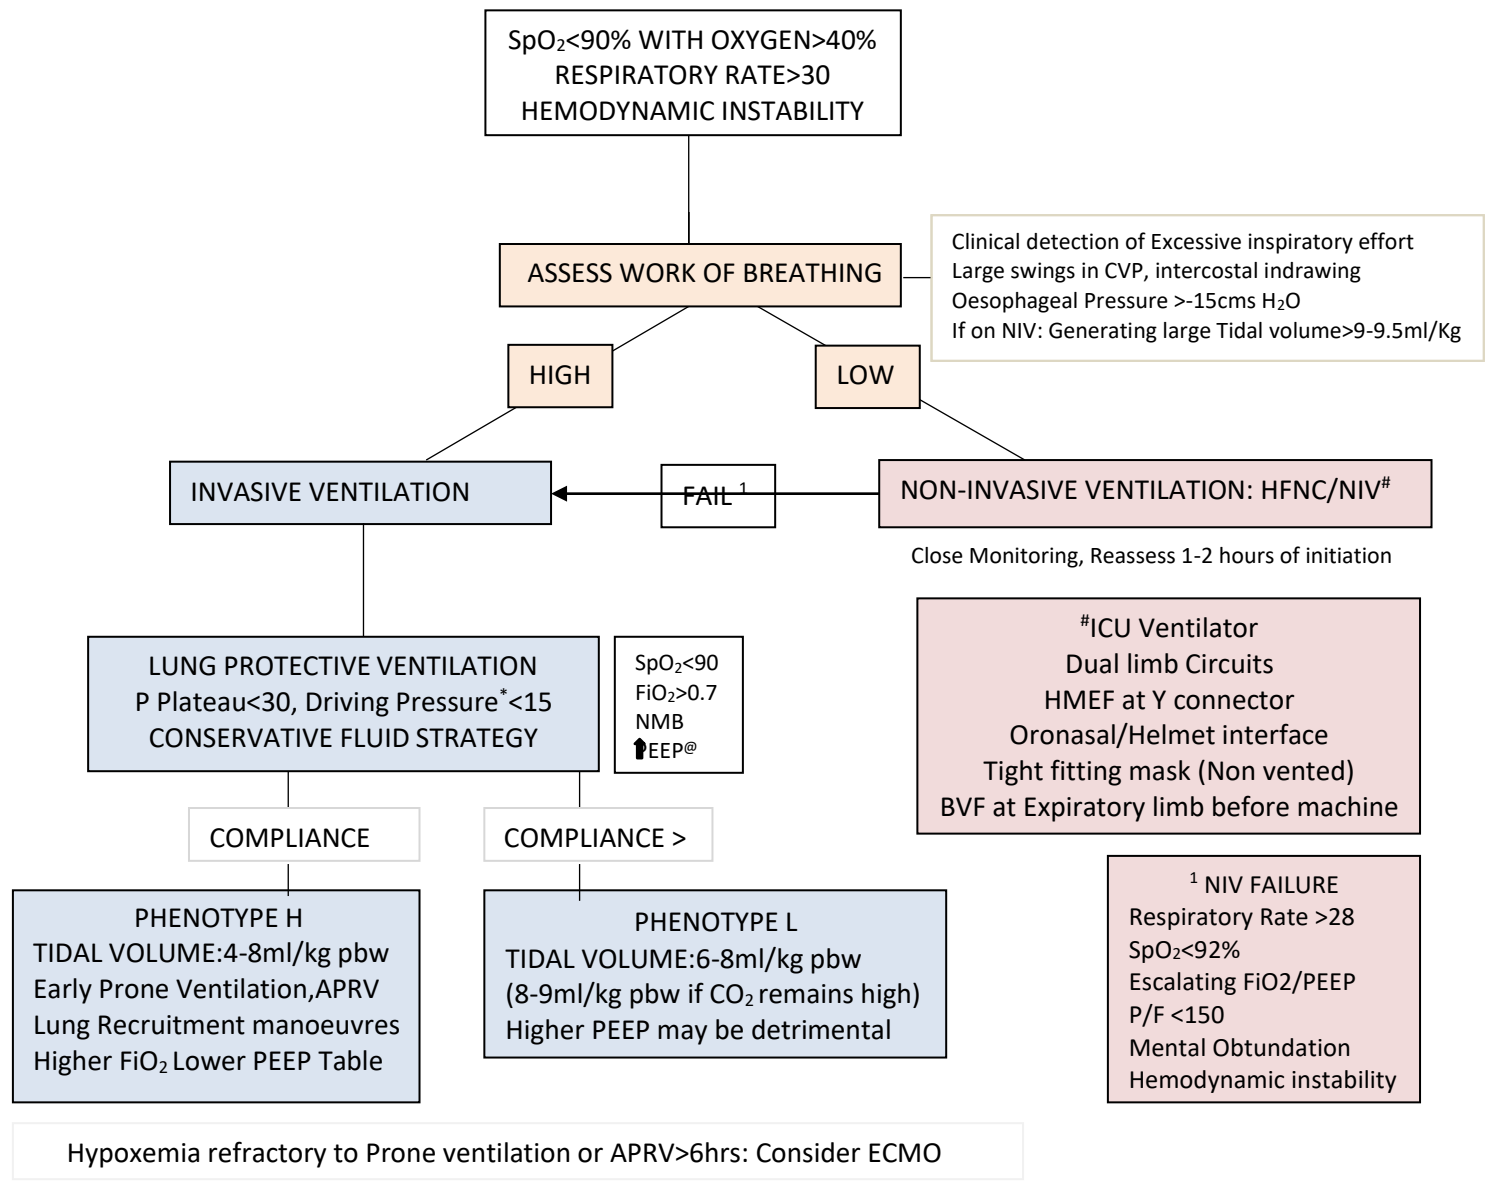 SpO₂<90% WITH OXYGEN>40%
RESPIRATORY RATE>30
HEMODYNAMIC INSTABILITY
ASSESS WORK OF BREATHING
Clinical detection of Excessive inspiratory effort
Large swings in CVP, intercostal indrawing
Oesophageal Pressure >-15cms H₂O
If on NIV: Generating large Tidal volume>9-9.5ml/Kg
HIGH
LOW
INVASIVE VENTILATION
FAIL ¹
NON-INVASIVE VENTILATION: HFNC/NIV#
Close Monitoring, Reassess 1-2 hours of initiation
LUNG PROTECTIVE VENTILATION
P Plateau<30, Driving Pressure*<15
CONSERVATIVE FLUID STRATEGY
SpO₂<90
FiO₂>0.7
NMB
PEEP@
#ICU Ventilator
Dual limb Circuits
HMEF at Y connector
Oronasal/Helmet interface
Tight fitting mask (Non vented)
BVF at Expiratory limb before machine
COMPLIANCE
COMPLIANCE >
PHENOTYPE H
TIDAL VOLUME:4-8ml/kg pbw
Early Prone Ventilation,APRV
Lung Recruitment manoeuvres
Higher FiO₂ Lower PEEP Table
PHENOTYPE L
TIDAL VOLUME:6-8ml/kg pbw
(8-9ml/kg pbw if CO₂ remains high)
Higher PEEP may be detrimental
¹ NIV FAILURE
Respiratory Rate >28
SpO₂<92%
Escalating FiO2/PEEP
P/F <150
Mental Obtundation
Hemodynamic instability
Hypoxemia refractory to Prone ventilation or APRV>6hrs: Consider ECMO